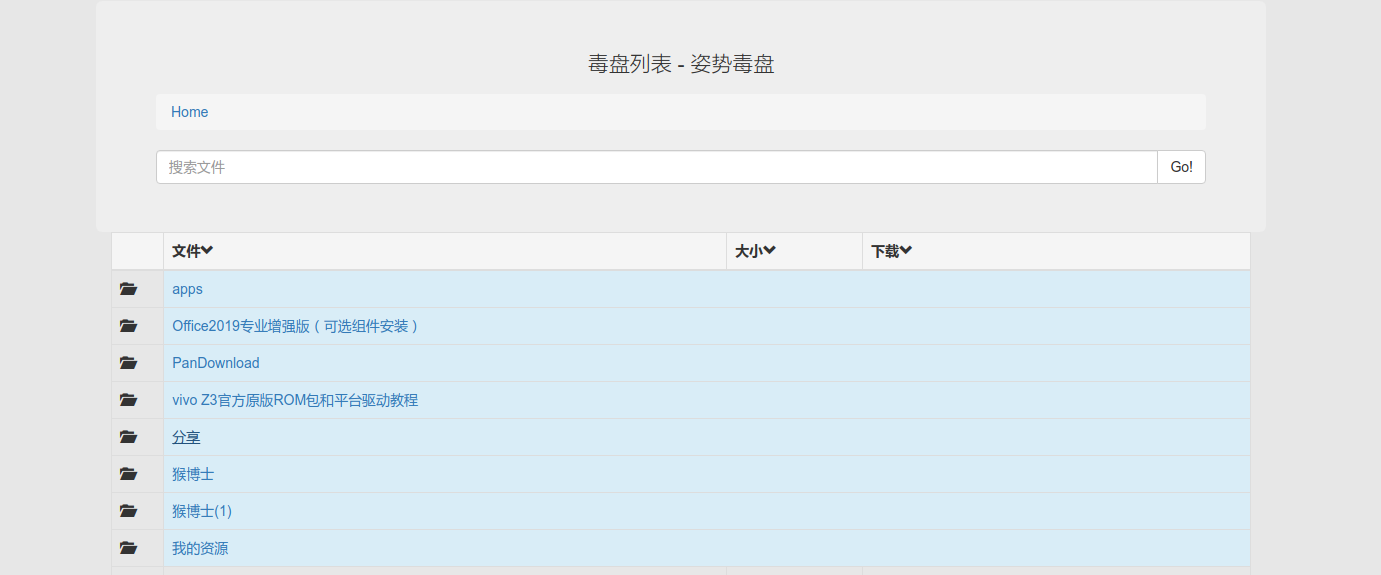 毒盘列表 - 姿势毒盘
Home
搜索文件 Go!
文件 大小 下载
apps
Office2019专业增强版（可选组件安装）
PanDownload
vivo Z3官方原版ROM包和平台驱动教程
分享
猴博士
猴博士(1)
我的资源